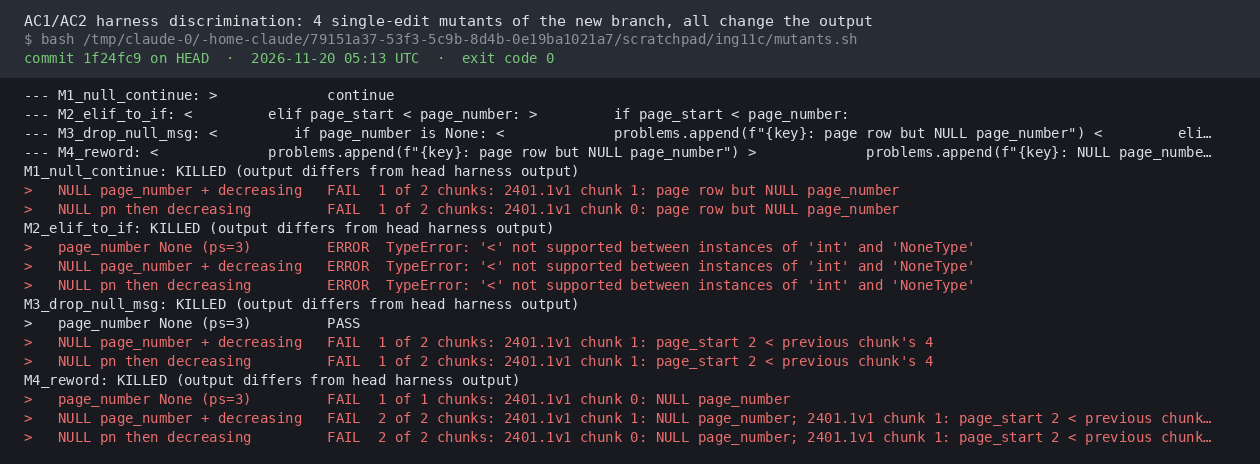 AC1/AC2 harness discrimination: 4 single-edit mutants of the new branch, all change the output
$ bash /tmp/claude-0/-home-claude/79151a37-53f3-5c9b-8d4b-0e19ba1021a7/scratchpad/ing11c/mutants.sh
commit 1f24fc9 on HEAD  ·  2026-11-20 05:13 UTC  ·  exit code 0
--- M1_null_continue: >             continue
--- M2_elif_to_if: <         elif page_start < page_number: >         if page_start < page_number:
--- M3_drop_null_msg: <         if page_number is None: <             problems.append(f"{key}: page row but NULL page_number") <         eli…
--- M4_reword: <             problems.append(f"{key}: page row but NULL page_number") >             problems.append(f"{key}: NULL page_numbe…
M1_null_continue: KILLED (output differs from head harness output)
>   NULL page_number + decreasing   FAIL  1 of 2 chunks: 2401.1v1 chunk 1: page row but NULL page_number
>   NULL pn then decreasing         FAIL  1 of 2 chunks: 2401.1v1 chunk 0: page row but NULL page_number
M2_elif_to_if: KILLED (output differs from head harness output)
>   page_number None (ps=3)         ERROR  TypeError: '<' not supported between instances of 'int' and 'NoneType'
>   NULL page_number + decreasing   ERROR  TypeError: '<' not supported between instances of 'int' and 'NoneType'
>   NULL pn then decreasing         ERROR  TypeError: '<' not supported between instances of 'int' and 'NoneType'
M3_drop_null_msg: KILLED (output differs from head harness output)
>   page_number None (ps=3)         PASS
>   NULL page_number + decreasing   FAIL  1 of 2 chunks: 2401.1v1 chunk 1: page_start 2 < previous chunk's 4
>   NULL pn then decreasing         FAIL  1 of 2 chunks: 2401.1v1 chunk 1: page_start 2 < previous chunk's 4
M4_reword: KILLED (output differs from head harness output)
>   page_number None (ps=3)         FAIL  1 of 1 chunks: 2401.1v1 chunk 0: NULL page_number
>   NULL page_number + decreasing   FAIL  2 of 2 chunks: 2401.1v1 chunk 1: NULL page_number; 2401.1v1 chunk 1: page_start 2 < previous chunk…
>   NULL pn then decreasing         FAIL  2 of 2 chunks: 2401.1v1 chunk 0: NULL page_number; 2401.1v1 chunk 1: page_start 2 < previous chunk…